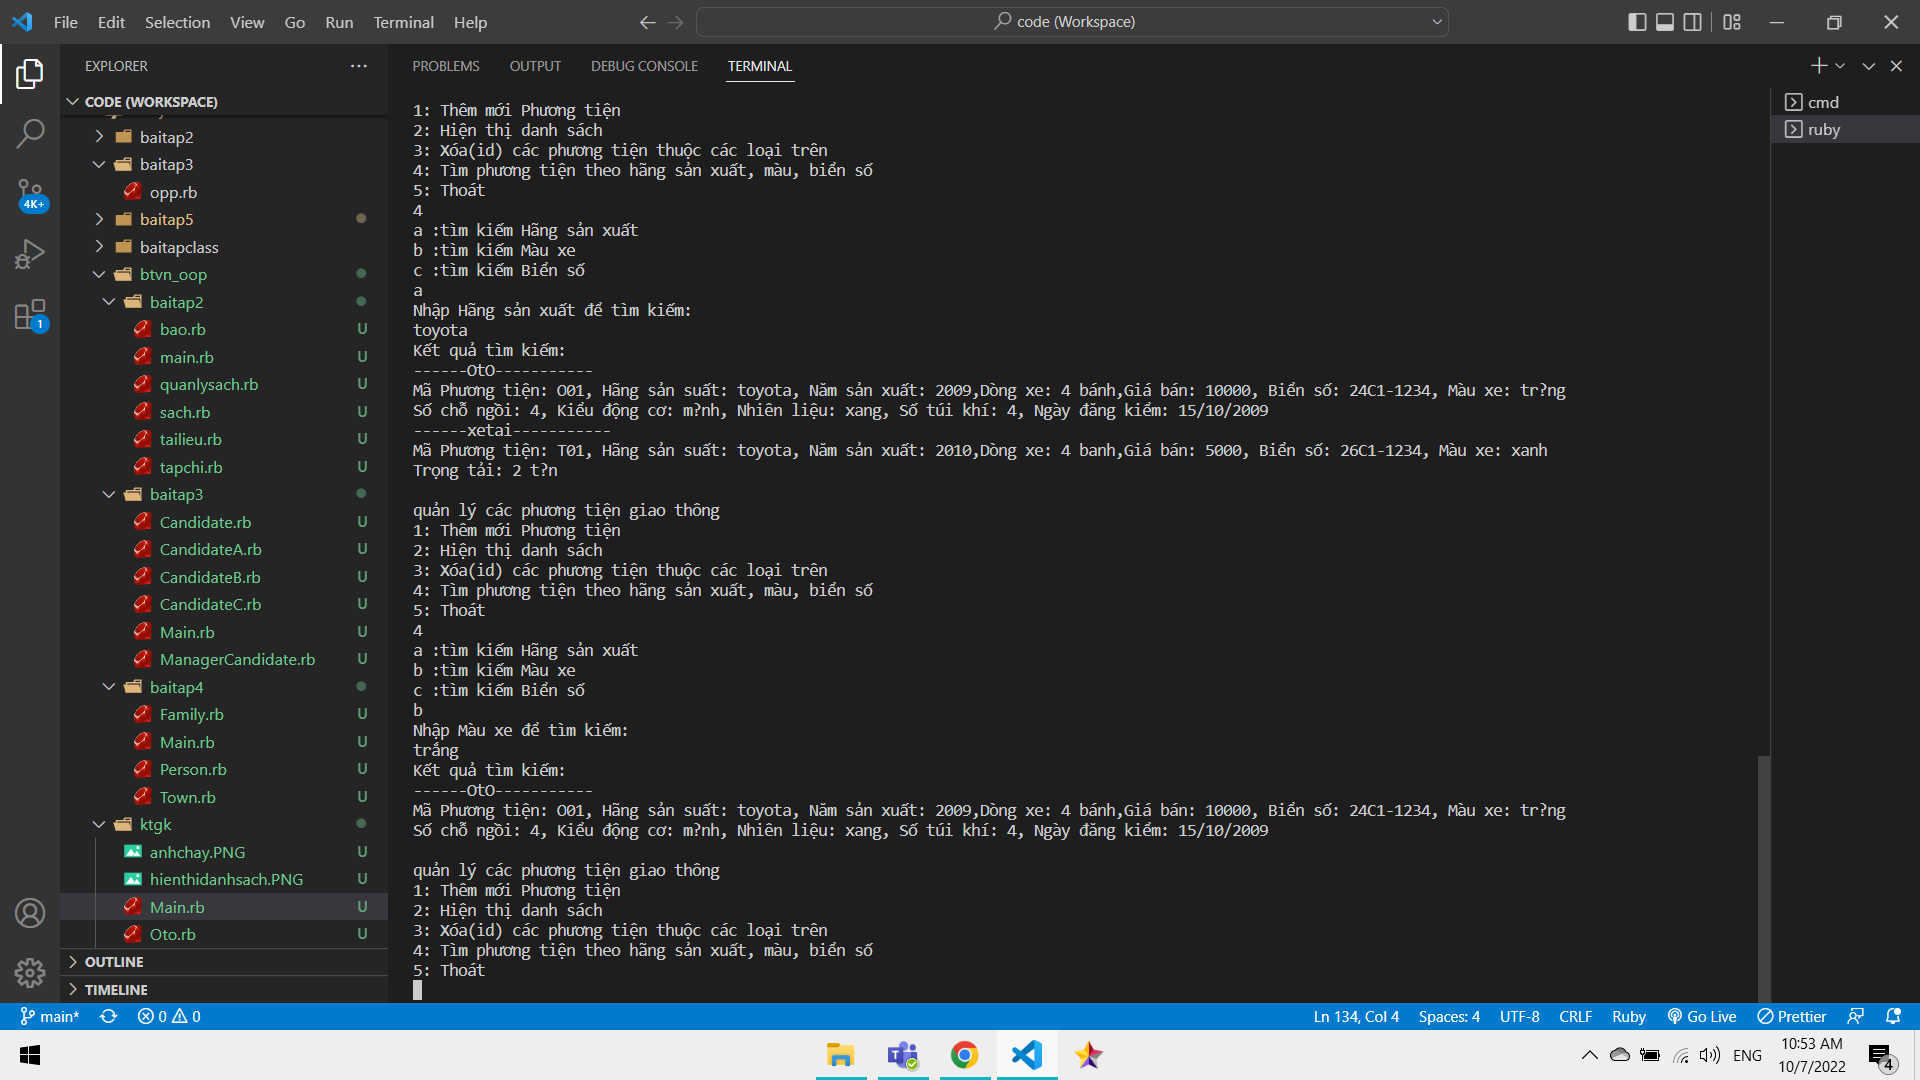 File Edit Selection View Go Run Terminal Help
code (Workspace)
EXPLORER
CODE (WORKSPACE)
baitap2
baitap3
opp.rb
baitap5
baitapclass
btvn_oop
baitap2
bao.rb U
main.rb U
quanlysach.rb U
sach.rb U
tailieu.rb U
tapchi.rb U
baitap3
Candidate.rb U
CandidateA.rb U
CandidateB.rb U
CandidateC.rb U
Main.rb U
ManagerCandidate.rb U
baitap4
Family.rb U
Main.rb U
Person.rb U
Town.rb U
ktgk
anhchay.PNG U
hienthidanhsach.PNG U
Main.rb U
Oto.rb U
OUTLINE
TIMELINE
4K+
1
PROBLEMS OUTPUT DEBUG CONSOLE TERMINAL
1: Thêm mới Phương tiện
2: Hiện thị danh sách
3: Xóa(id) các phương tiện thuộc các loại trên
4: Tìm phương tiện theo hãng sản xuất, màu, biển số
5: Thoát
4
a :tìm kiếm Hãng sản xuất
b :tìm kiếm Màu xe
c :tìm kiếm Biển số
a
Nhập Hãng sản xuất để tìm kiếm:
toyota
Kết quả tìm kiếm:
------OtO-----------
Mã Phương tiện: O01, Hãng sản suất: toyota, Năm sản xuất: 2009,Dòng xe: 4 bánh,Giá bán: 10000, Biển số: 24C1-1234, Màu xe: tr?ng
Số chỗ ngồi: 4, Kiểu động cơ: m?nh, Nhiên liệu: xang, Số túi khí: 4, Ngày đăng kiểm: 15/10/2009
------xetai-----------
Mã Phương tiện: T01, Hãng sản suất: toyota, Năm sản xuất: 2010,Dòng xe: 4 banh,Giá bán: 5000, Biển số: 26C1-1234, Màu xe: xanh
Trọng tải: 2 t?n
quản lý các phương tiện giao thông
1: Thêm mới Phương tiện
2: Hiện thị danh sách
3: Xóa(id) các phương tiện thuộc các loại trên
4: Tìm phương tiện theo hãng sản xuất, màu, biển số
5: Thoát
4
a :tìm kiếm Hãng sản xuất
b :tìm kiếm Màu xe
c :tìm kiếm Biển số
b
Nhập Màu xe để tìm kiếm:
trắng
Kết quả tìm kiếm:
------OtO-----------
Mã Phương tiện: O01, Hãng sản suất: toyota, Năm sản xuất: 2009,Dòng xe: 4 bánh,Giá bán: 10000, Biển số: 24C1-1234, Màu xe: tr?ng
Số chỗ ngồi: 4, Kiểu động cơ: m?nh, Nhiên liệu: xang, Số túi khí: 4, Ngày đăng kiểm: 15/10/2009
quản lý các phương tiện giao thông
1: Thêm mới Phương tiện
2: Hiện thị danh sách
3: Xóa(id) các phương tiện thuộc các loại trên
4: Tìm phương tiện theo hãng sản xuất, màu, biển số
5: Thoát
cmd
ruby
main* 0 0 Ln 134, Col 4 Spaces: 4 UTF-8 CRLF Ruby Go Live Prettier
ENG 10:53 AM
10/7/2022
4